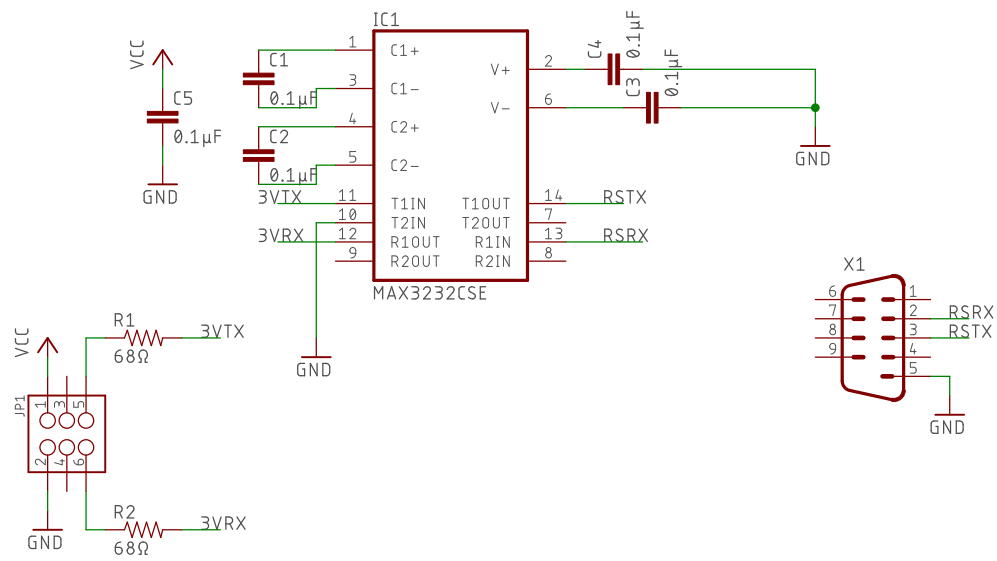 IC1
VCC
C5
0.1µF
GND
1
C1
0.1µF
3
4
C2
0.1µF
5
3VTX
11
10
3VRX
12
9
C1+
C1-
C2+
C2-
T1IN
T2IN
R1OUT
R2OUT
V+
V-
T1OUT
T2OUT
R1IN
R2IN
MAX3232CSE
2
C4
0.1µF
6
C3
0.1µF
GND
14
RSTX
7
13
RSRX
8
GND
X1
6
7
8
9
1
2
RSRX
3
RSTX
4
5
GND
VCC
R1
68Ω
3VTX
JP1
1
3
5
2
4
6
GND
R2
68Ω
3VRX